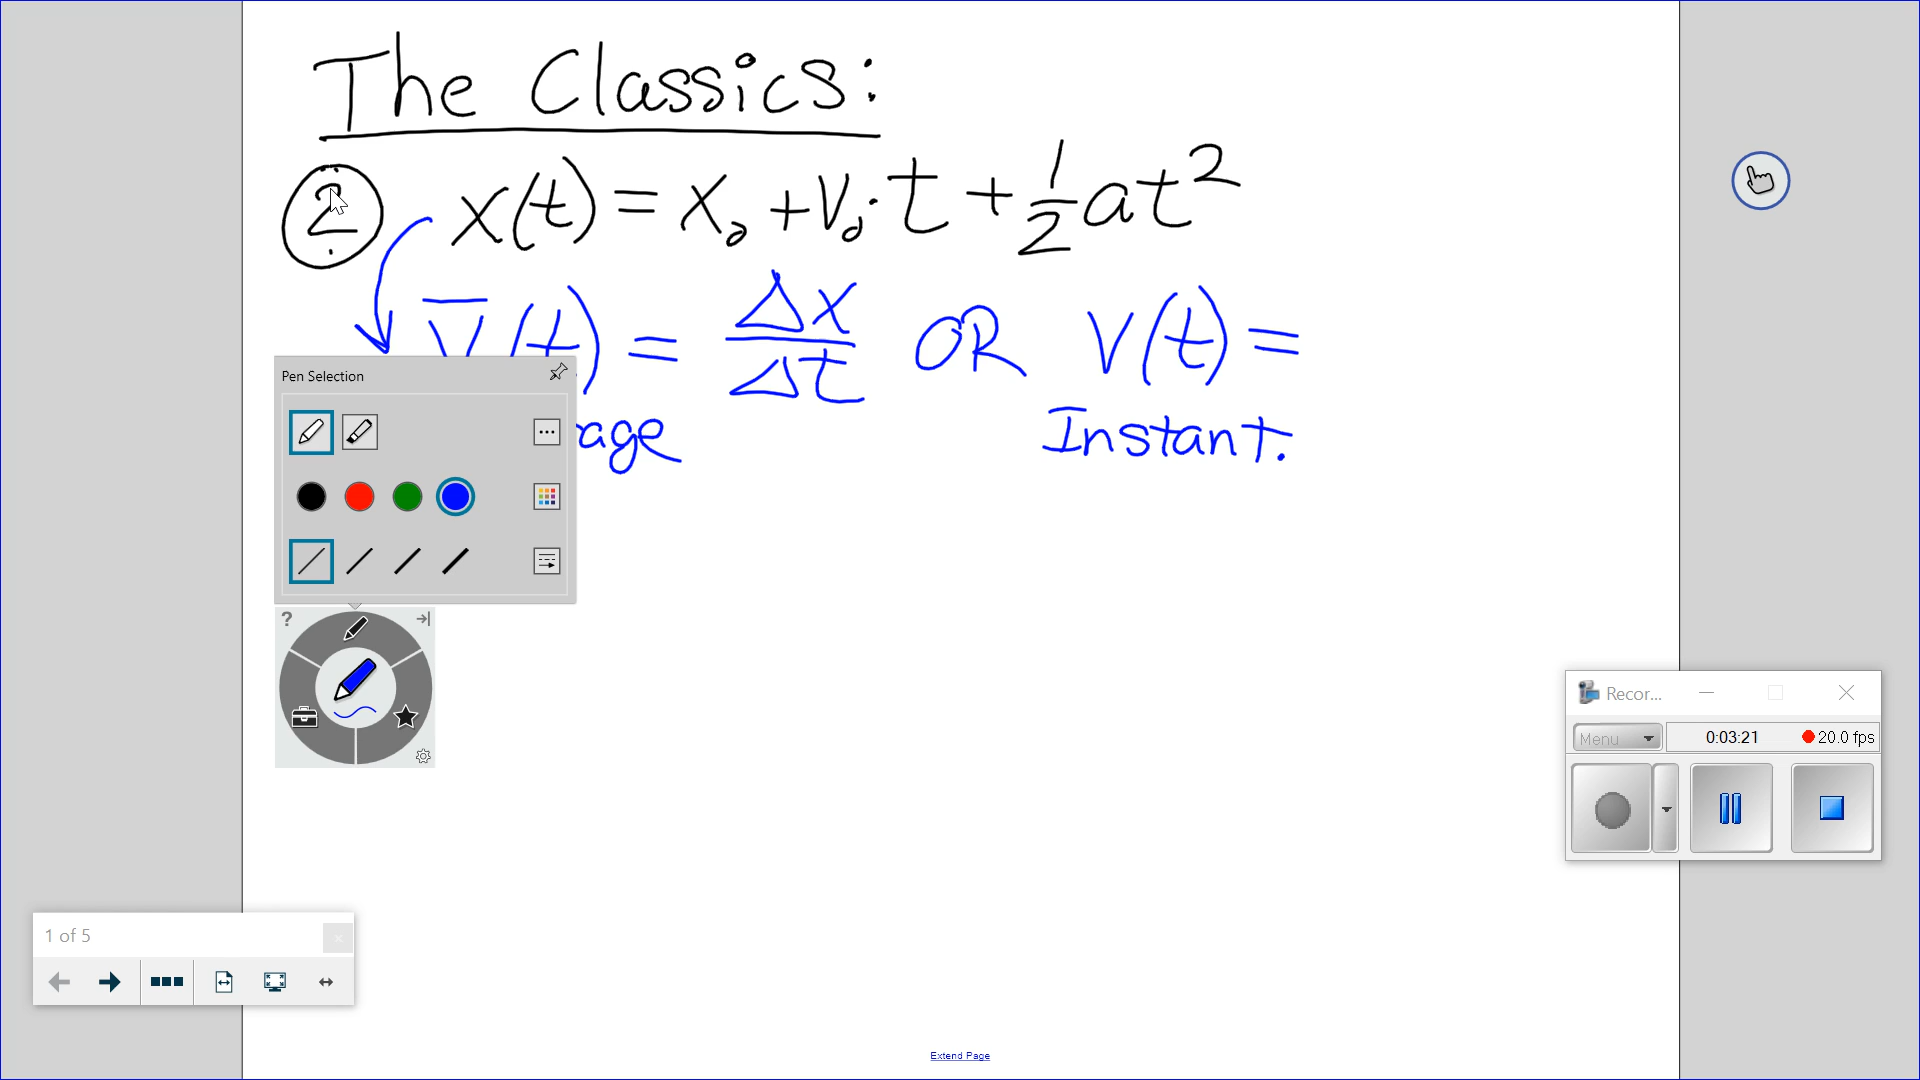 The Classics:
② x(t) = x₀ + v₀·t + ½at²
v̅(t) = Δx/Δt OR v(t) =
age Instant.
Pen Selection
?
Recor...
Menu 0:03:21 20.0 fps
1 of 5
Extend Page